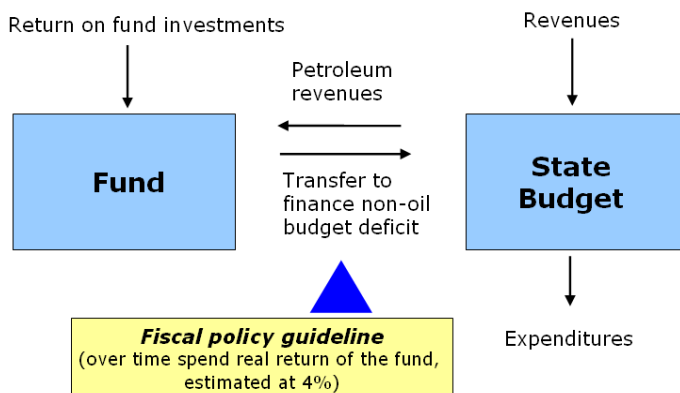 Return on fund investments
Revenues
Petroleum
revenues
Fund
State
Budget
Transfer to
finance non-oil
budget deficit
Expenditures
Fiscal policy guideline
(over time spend real return of the fund,
estimated at 4%)